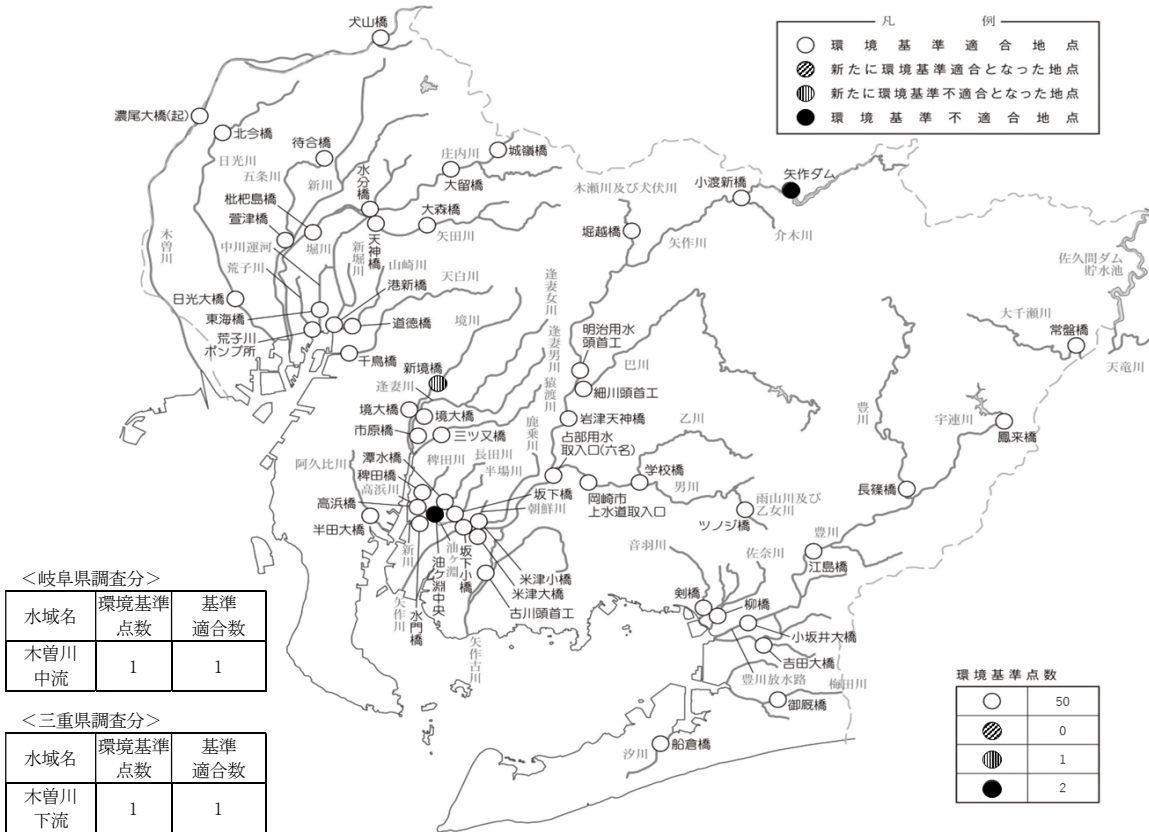 犬山橋
凡　　例
環境基準適合地点
新たに環境基準適合となった地点
新たに環境基準不適合となった地点
環境基準不適合地点
濃尾大橋(起)
北今橋
日光川
五条川
待合橋
新川
水分橋
庄内川
城嶺橋
大留橋
枇杷島橋
萱津橋
中川運河
荒子川
堀川
新堀川
天神橋
大森橋
矢田川
山崎川
港新橋
天白川
木曽川
日光大橋
東海橋
荒子川
ポンプ所
道徳橋
千鳥橋
境川
逢妻女川
逢妻男川
猿渡川
木瀬川及び犬伏川
小渡新橋
矢作ダム
堀越橋
矢作川
介木川
佐久間ダム
貯水池
大千瀬川
常盤橋
天竜川
明治用水
頭首工
巴川
細川頭首工
新境橋
逢妻川
境大橋
境大橋
市原橋
三ツ又橋
岩津天神橋
占部用水
取入口(六名)
乙川
豊川
宇連川
鳳来橋
長篠橋
鹿乗川
長田川
半場川
稗田川
潭水橋
稗田橋
高浜川
高浜橋
阿久比川
半田大橋
坂下橋
朝鮮川
岡崎市
上水道取入口
学校橋
男川
雨山川及び
乙女川
ツノジ橋
豊川
江島橋
新川
油ヶ淵
油ヶ淵中央
坂下小橋
水門橋
米津小橋
米津大橋
古川頭首工
矢作川
矢作古川
音羽川
佐奈川
剣橋
柳橋
小坂井大橋
吉田大橋
豊川放水路
梅田川
御厩橋
船倉橋
汐川
<岐阜県調査分>
水域名 環境基準点数 基準適合数
木曽川中流 1 1
<三重県調査分>
水域名 環境基準点数 基準適合数
木曽川下流 1 1
環境基準点数
50
0
1
2